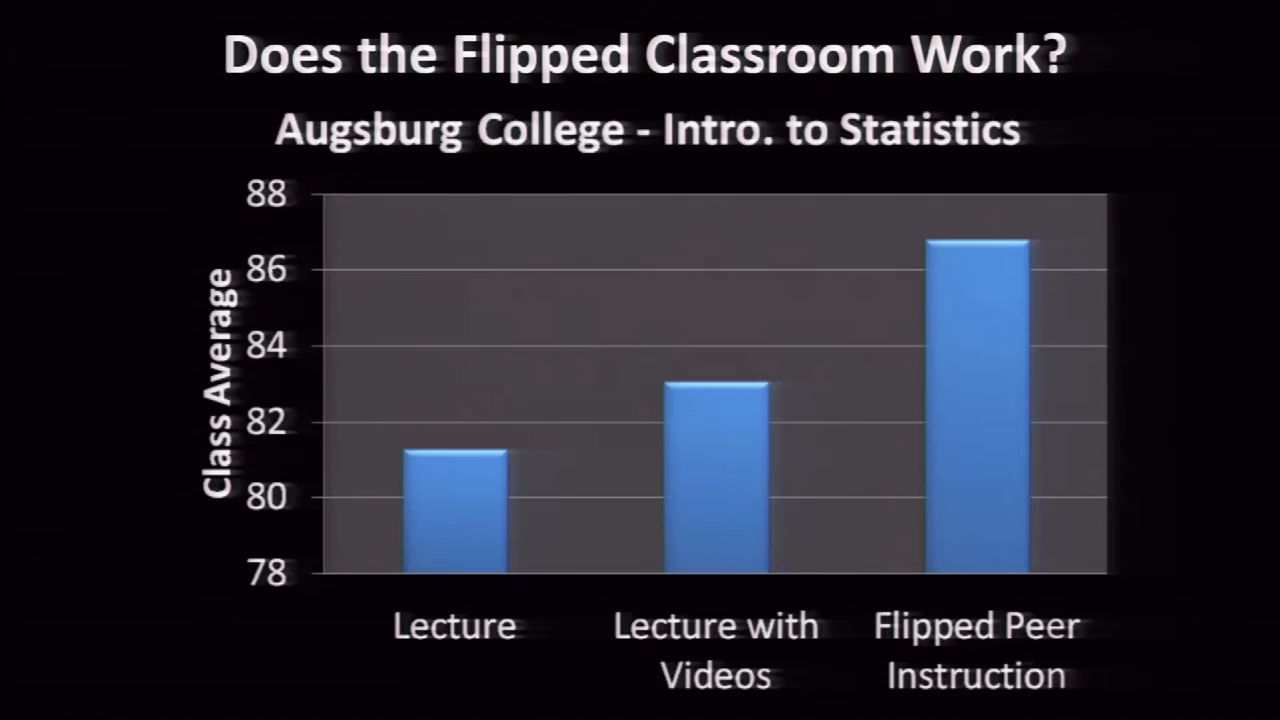 Does the Flipped Classroom Work?
Augsburg College - Intro. to Statistics
88
86
84
82
80
78
Class Average
Lecture
Lecture with
Videos
Flipped Peer
Instruction